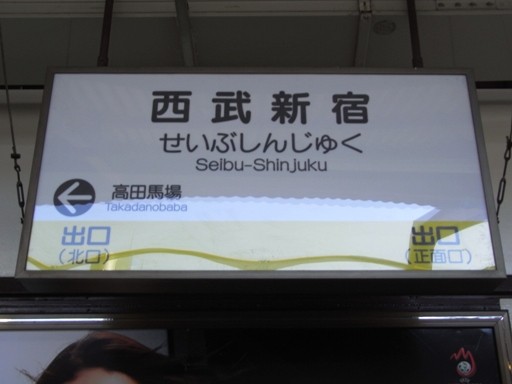 西武新宿
せいぶしんじゅく
Seibu-Shinjuku
高田馬場
Takadanobaba
出口 出口
(北口) (正面口)